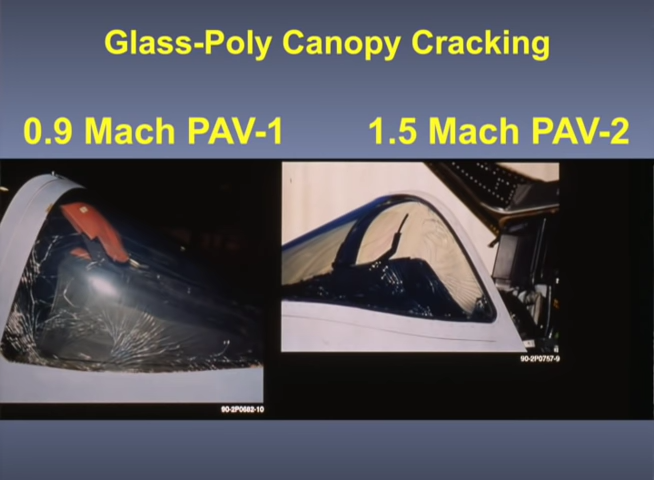 Glass-Poly Canopy Cracking
0.9 Mach PAV-1
1.5 Mach PAV-2
90-2P0682-10
90-2P0757-9